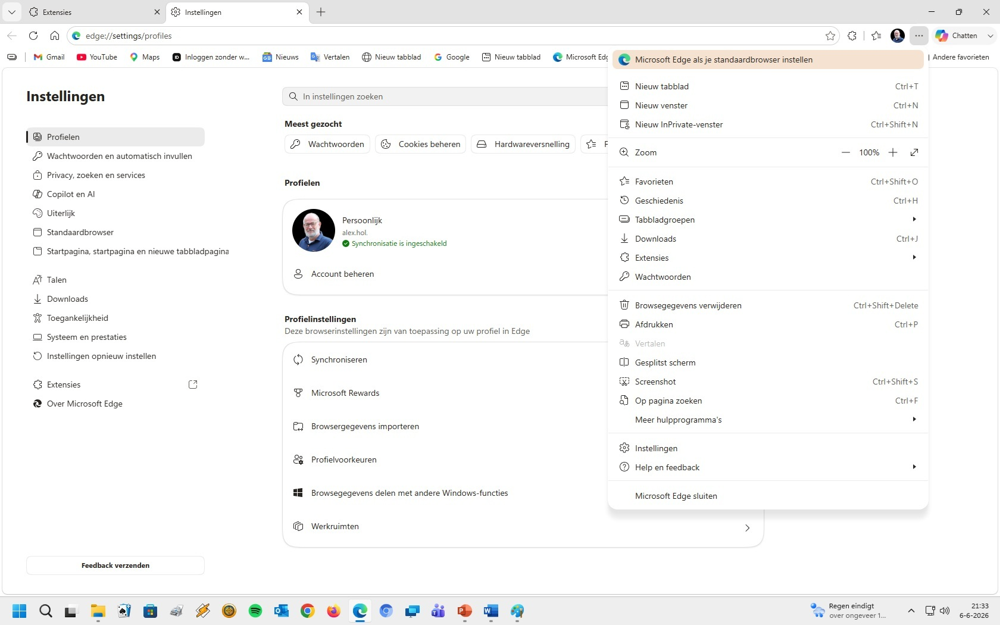 Extensies
Instellingen
edge://settings/profiles
Chatten
Gmail
YouTube
Maps
Inloggen zonder w...
Nieuws
Vertalen
Nieuw tabblad
Google
Nieuw tabblad
Microsoft Edg
Andere favorieten
Instellingen
Profielen
Wachtwoorden en automatisch invullen
Privacy, zoeken en services
Copilot en AI
Uiterlijk
Standaardbrowser
Startpagina, startpagina en nieuwe tabbladpagina
Talen
Downloads
Toegankelijkheid
Systeem en prestaties
Instellingen opnieuw instellen
Extensies
Over Microsoft Edge
Feedback verzenden
In instellingen zoeken
Meest gezocht
Wachtwoorden
Cookies beheren
Hardwareversnelling
Profielen
Persoonlijk
alex.hol.
Synchronisatie is ingeschakeld
Account beheren
Profielinstellingen
Deze browserinstellingen zijn van toepassing op uw profiel in Edge
Synchroniseren
Microsoft Rewards
Browsergegevens importeren
Profielvoorkeuren
Browsegegevens delen met andere Windows-functies
Werkruimten
Microsoft Edge als je standaardbrowser instellen
Nieuw tabblad Ctrl+T
Nieuw venster Ctrl+N
Nieuw InPrivate-venster Ctrl+Shift+N
Zoom 100%
Favorieten Ctrl+Shift+O
Geschiedenis Ctrl+H
Tabbladgroepen
Downloads Ctrl+J
Extensies
Wachtwoorden
Browsegegevens verwijderen Ctrl+Shift+Delete
Afdrukken Ctrl+P
Vertalen
Gesplitst scherm
Screenshot Ctrl+Shift+S
Op pagina zoeken Ctrl+F
Meer hulpprogramma's
Instellingen
Help en feedback
Microsoft Edge sluiten
Regen eindigt
over ongeveer 1...
21:33
6-6-2026